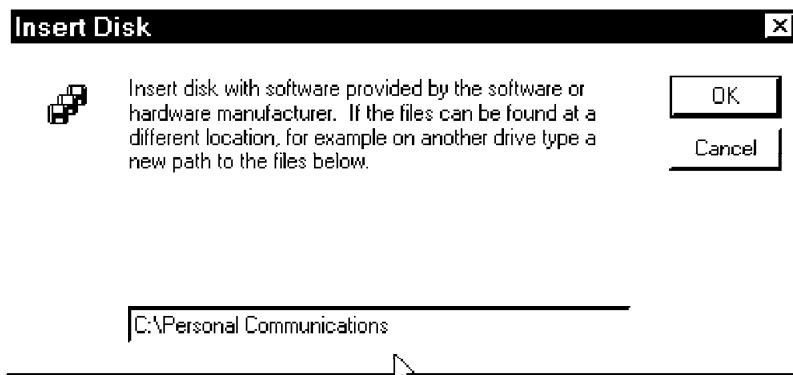 Insert Disk
Insert disk with software provided by the software or
hardware manufacturer. If the files can be found at a
different location, for example on another drive type a
new path to the files below.
OK
Cancel
C:\Personal Communications